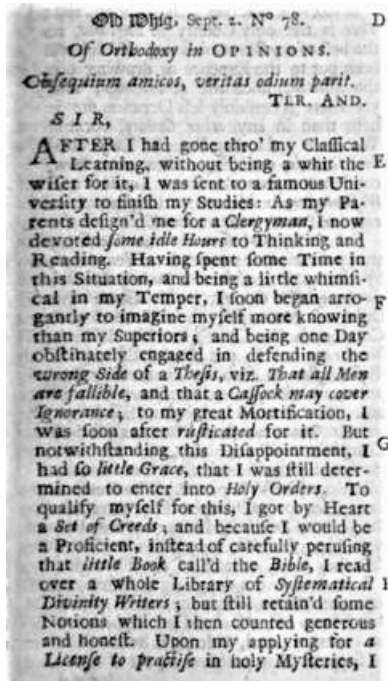 Old Whig, Sept. 2. N° 78. D
Of Orthodoxy in OPINIONS.
Obſequium amicos, veritas odium parit.
TER. AND.
SIR,
AFTER I had gone thro' my Claſſical
Learning, without being a whit the E
wiſer for it, I was ſent to a famous Uni-
verſity to finiſh my Studies: As my Pa-
rents deſign'd me for a Clergyman, I now
devoted ſome idle Hours to Thinking and
Reading. Having ſpent ſome Time in
this Situation, and being a little whimſi-
cal in my Temper, I ſoon began arro- F
gantly to imagine myſelf more knowing
than my Superiors; and being one Day
obſtinately engaged in defending the
wrong Side of a Theſis, viz. That all Men
are fallible, and that a Caſſock may cover
Ignorance; to my great Mortification, I
was ſoon after ruſticated for it. But
notwithſtanding this Diſappointment, I G
had ſo little Grace, that I was ſtill deter-
mined to enter into Holy Orders. To
qualify myſelf for this, I got by Heart
a Set of Creeds; and becauſe I would be
a Proficient, inſtead of carefully peruſing
that little Book call'd the Bible, I read
over a whole Library of Syſtematical
Divinity Writers; but ſtill retain'd ſome
Notions which I then counted generous
and honeſt. Upon my applying for a
Licenſe to practiſe in holy Myſteries, I